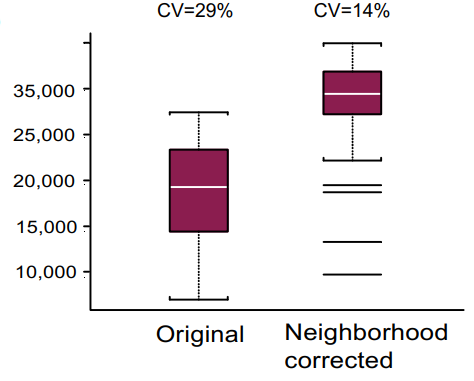 CV=29% CV=14%
35,000
25,000
20,000
15,000
10,000
Original Neighborhood
corrected